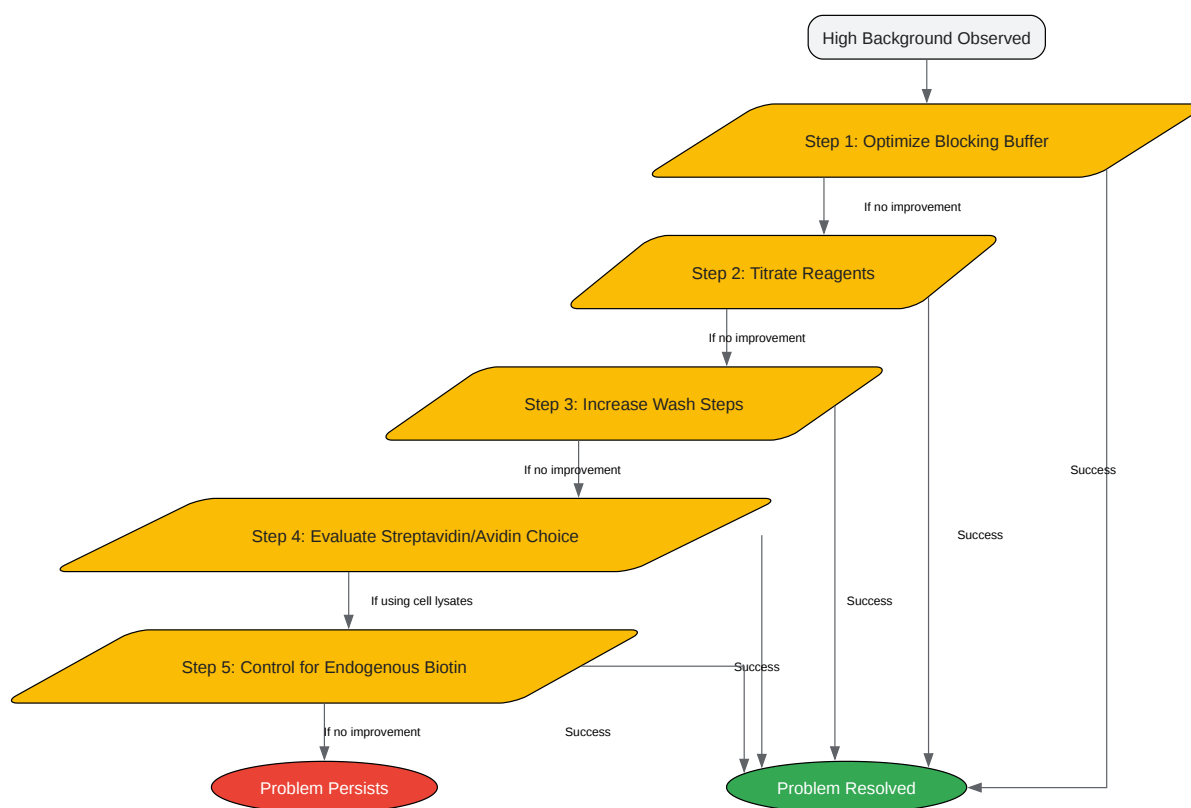 High Background Observed
Step 1: Optimize Blocking Buffer
If no improvement
Step 2: Titrate Reagents
If no improvement
Step 3: Increase Wash Steps
If no improvement
Success
Step 4: Evaluate Streptavidin/Avidin Choice
Success
If using cell lysates
Success
Step 5: Control for Endogenous Biotin
Success
If no improvement
Success
Problem Persists
Problem Resolved